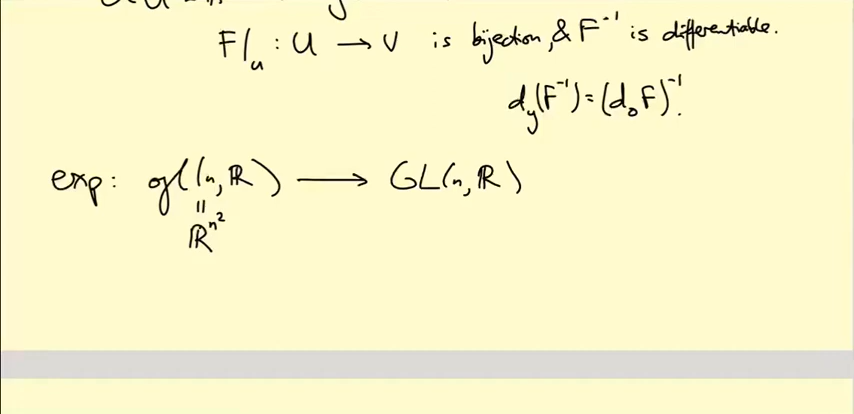 F|_u : U → V is bijection, & F⁻¹ is differentiable.
d_y(F⁻¹) = (d_0 F)⁻¹.
exp: gl(n, ℝ) ⟶ GL(n, ℝ)
||
ℝ^{n²}